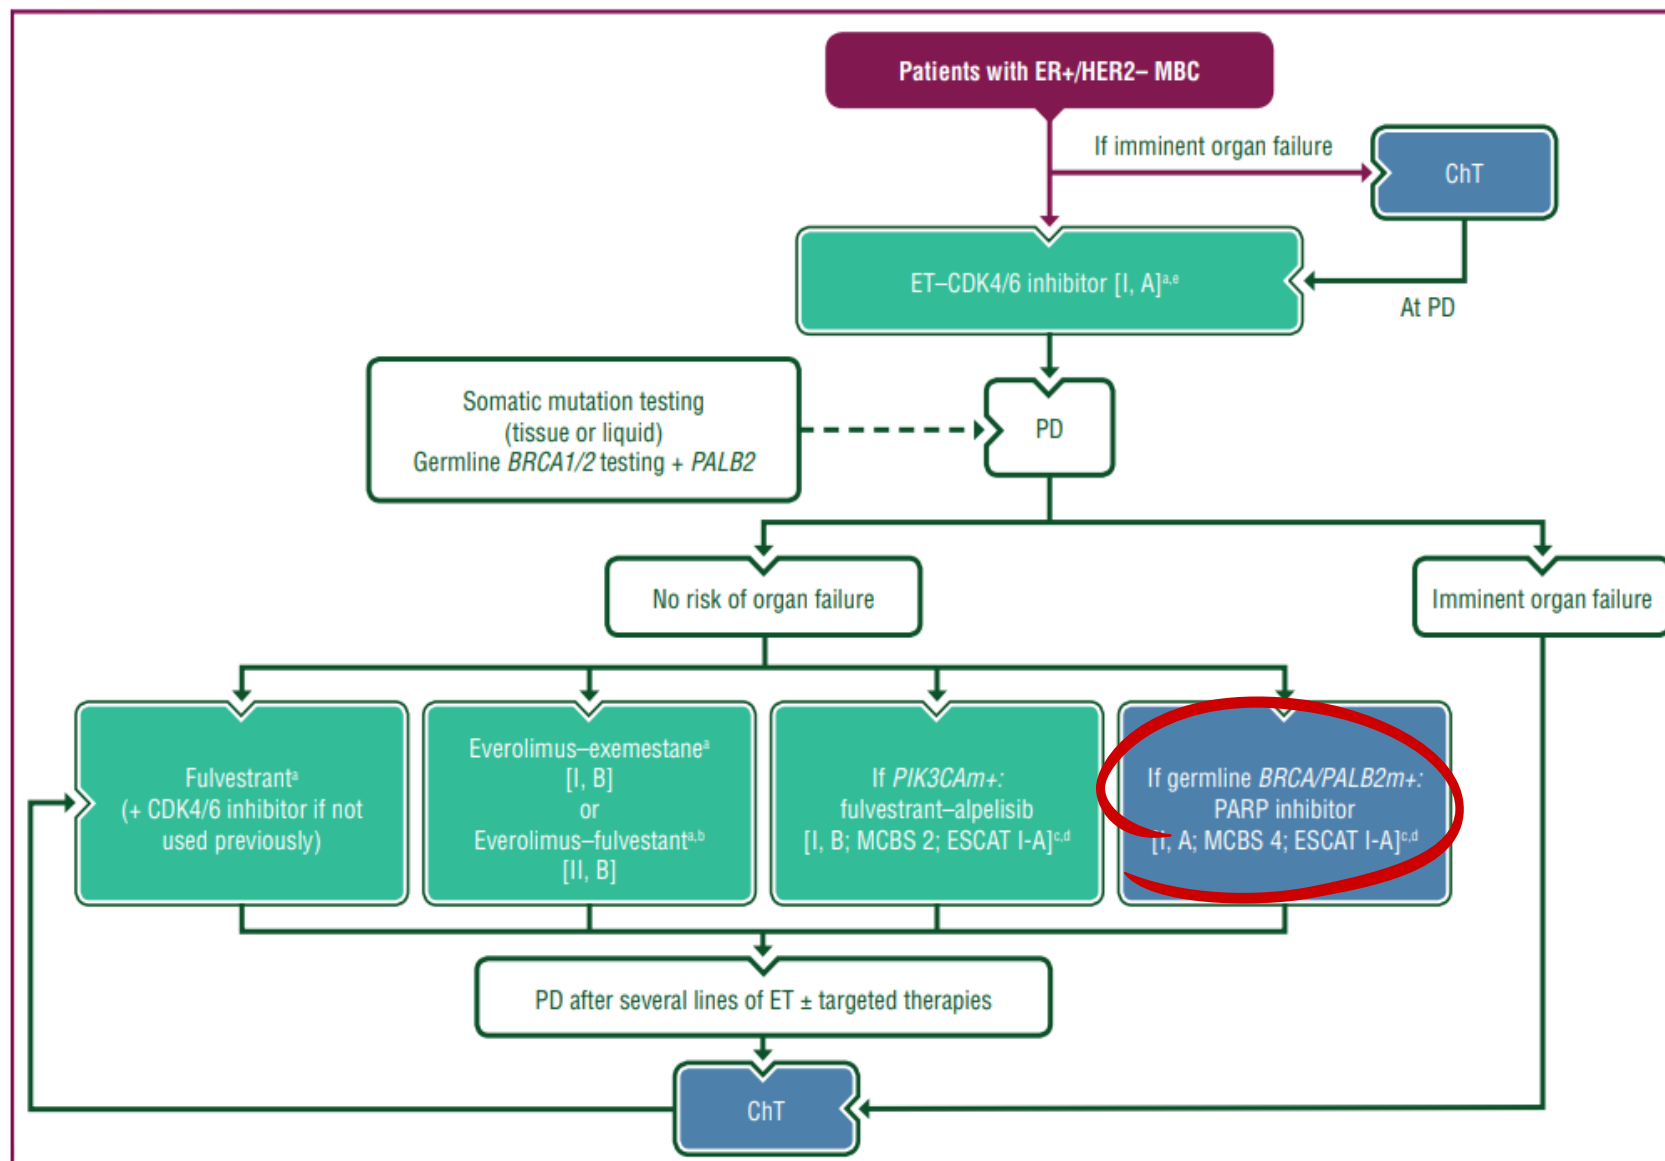 Patients with ER+/HER2– MBC
If imminent organ failure
ChT
ET–CDK4/6 inhibitor [I, A]a,e
At PD
Somatic mutation testing
(tissue or liquid)
Germline BRCA1/2 testing + PALB2
PD
No risk of organ failure
Imminent organ failure
Fulvestranta
(+ CDK4/6 inhibitor if not
used previously)
Everolimus–exemestanea
[I, B]
or
Everolimus–fulvestanta,b
[II, B]
If PIK3CAm+:
fulvestrant–alpelisib
[I, B; MCBS 2; ESCAT I-A]c,d
If germline BRCA/PALB2m+:
PARP inhibitor
[I, A; MCBS 4; ESCAT I-A]c,d
PD after several lines of ET ± targeted therapies
ChT